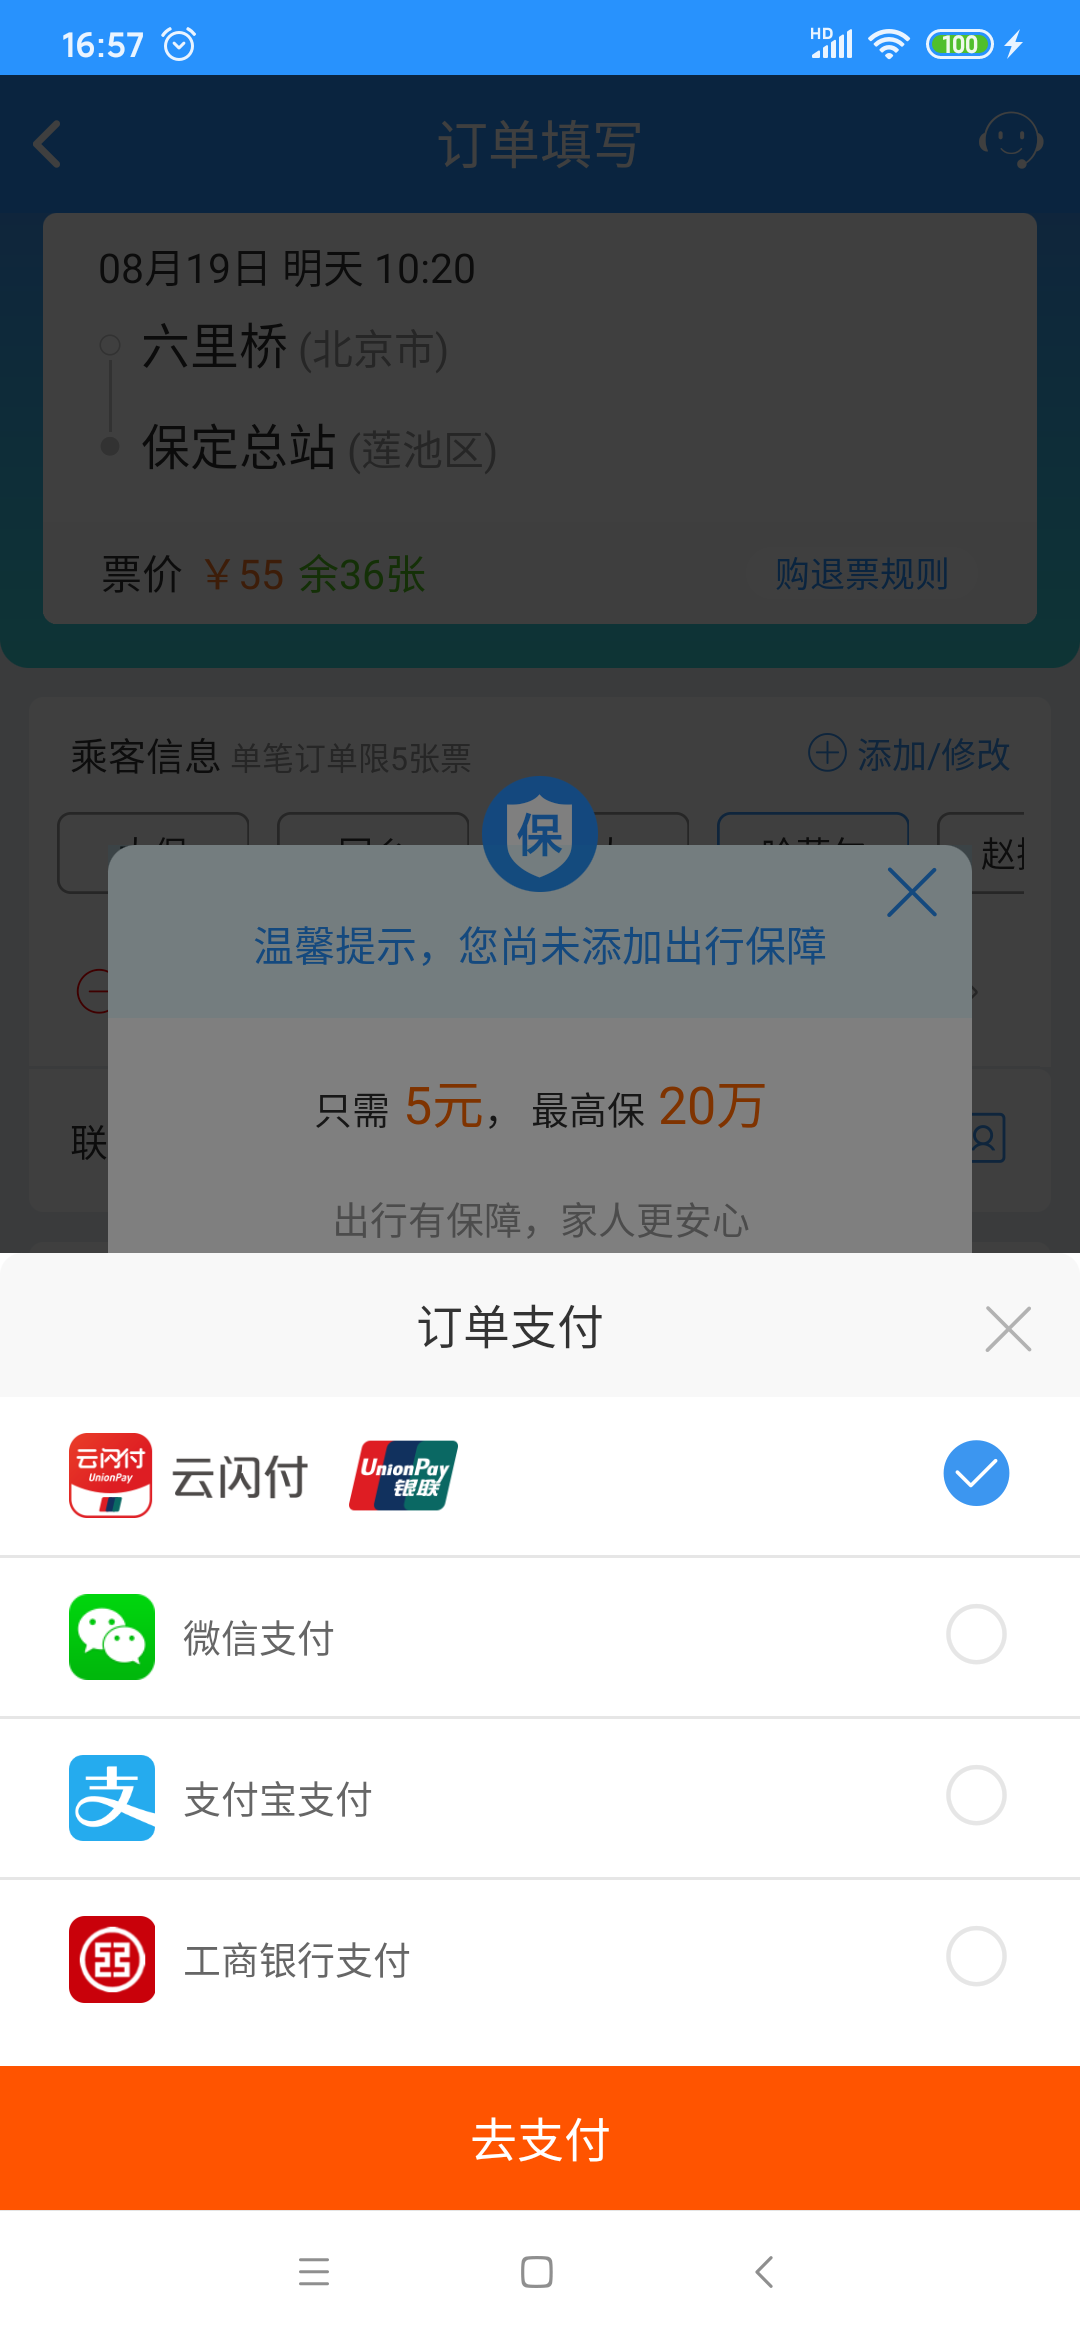 16:57
HD
100
订单填写
08月19日 明天 10:20
六里桥 (北京市)
保定总站 (莲池区)
票价 ￥55 余36张
购退票规则
乘客信息 单笔订单限5张票
添加/修改
保
赵
温馨提示，您尚未添加出行保障
只需 5元， 最高保 20万
联
出行有保障，家人更安心
订单支付
云闪付
UnionPay
云闪付
UnionPay
银联
微信支付
支
支付宝支付
工商银行支付
去支付